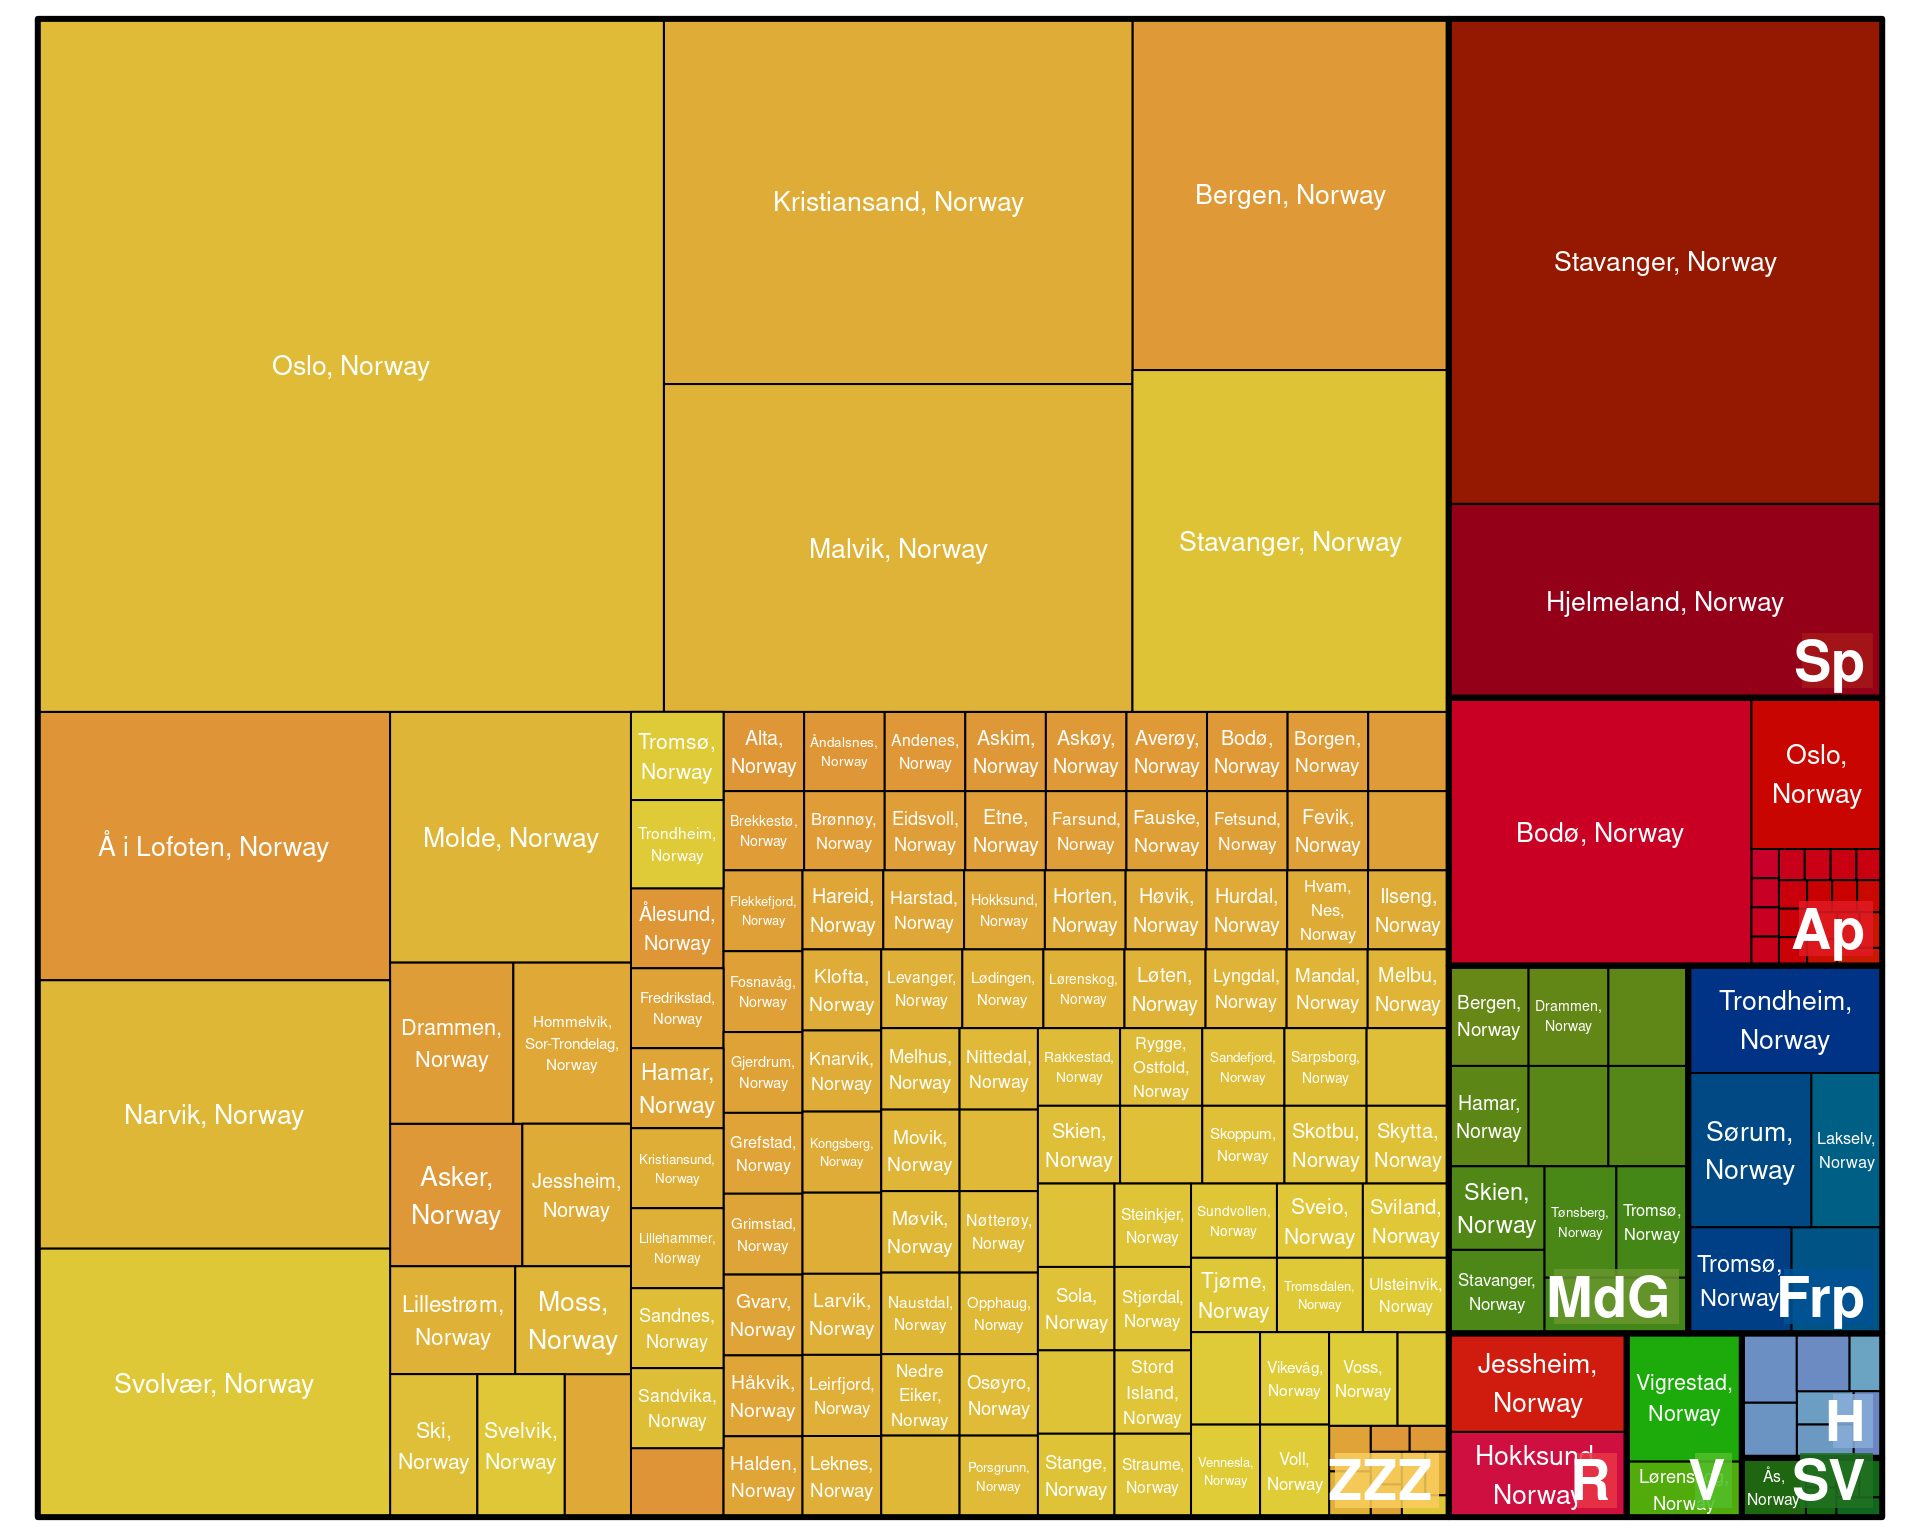 Oslo, Norway
Kristiansand, Norway
Bergen, Norway
Malvik, Norway
Stavanger, Norway
Å i Lofoten, Norway
Narvik, Norway
Svolvær, Norway
Molde, Norway
Drammen,
Norway
Hommelvik,
Sor-Trondelag,
Norway
Asker,
Norway
Jessheim,
Norway
Lillestrøm,
Norway
Moss,
Norway
Ski,
Norway
Svelvik,
Norway
Tromsø,
Norway
Trondheim,
Norway
Ålesund,
Norway
Fredrikstad,
Norway
Hamar,
Norway
Kristiansund,
Norway
Lillehammer,
Norway
Sandnes,
Norway
Sandvika,
Norway
Alta,
Norway
Åndalsnes,
Norway
Andenes,
Norway
Askim,
Norway
Askøy,
Norway
Averøy,
Norway
Bodø,
Norway
Borgen,
Norway
Brekkestø,
Norway
Brønnøy,
Norway
Eidsvoll,
Norway
Etne,
Norway
Farsund,
Norway
Fauske,
Norway
Fetsund,
Norway
Fevik,
Norway
Flekkefjord,
Norway
Hareid,
Norway
Harstad,
Norway
Hokksund,
Norway
Horten,
Norway
Høvik,
Norway
Hurdal,
Norway
Hvam,
Nes,
Norway
Ilseng,
Norway
Fosnavåg,
Norway
Klofta,
Norway
Levanger,
Norway
Lødingen,
Norway
Lørenskog,
Norway
Løten,
Norway
Lyngdal,
Norway
Mandal,
Norway
Melbu,
Norway
Gjerdrum,
Norway
Knarvik,
Norway
Melhus,
Norway
Nittedal,
Norway
Rakkestad,
Norway
Rygge,
Ostfold,
Norway
Sandefjord,
Norway
Sarpsborg,
Norway
Grefstad,
Norway
Kongsberg,
Norway
Movik,
Norway
Skien,
Norway
Skoppum,
Norway
Skotbu,
Norway
Skytta,
Norway
Grimstad,
Norway
Møvik,
Norway
Nøtterøy,
Norway
Steinkjer,
Norway
Sundvollen,
Norway
Sveio,
Norway
Sviland,
Norway
Gvarv,
Norway
Larvik,
Norway
Naustdal,
Norway
Opphaug,
Norway
Sola,
Norway
Stjørdal,
Norway
Tjøme,
Norway
Tromsdalen,
Norway
Ulsteinvik,
Norway
Håkvik,
Norway
Leirfjord,
Norway
Nedre
Eiker,
Norway
Osøyro,
Norway
Stord
Island,
Norway
Vikevåg,
Norway
Voss,
Norway
Halden,
Norway
Leknes,
Norway
Porsgrunn,
Norway
Stange,
Norway
Straume,
Norway
Vennesla,
Norway
Voll,
Norway
ZZZ
Stavanger, Norway
Hjelmeland, Norway
Sp
Bodø, Norway
Oslo,
Norway
Ap
Bergen,
Norway
Drammen,
Norway
Hamar,
Norway
Skien,
Norway
Tønsberg,
Norway
Tromsø,
Norway
Stavanger,
Norway
MdG
Trondheim,
Norway
Sørum,
Norway
Lakselv,
Norway
Tromsø,
Norway
Frp
Jessheim,
Norway
Hokksund,
Norway
R
Vigrestad,
Norway
Norway
V
H
Ås,
Norway
SV